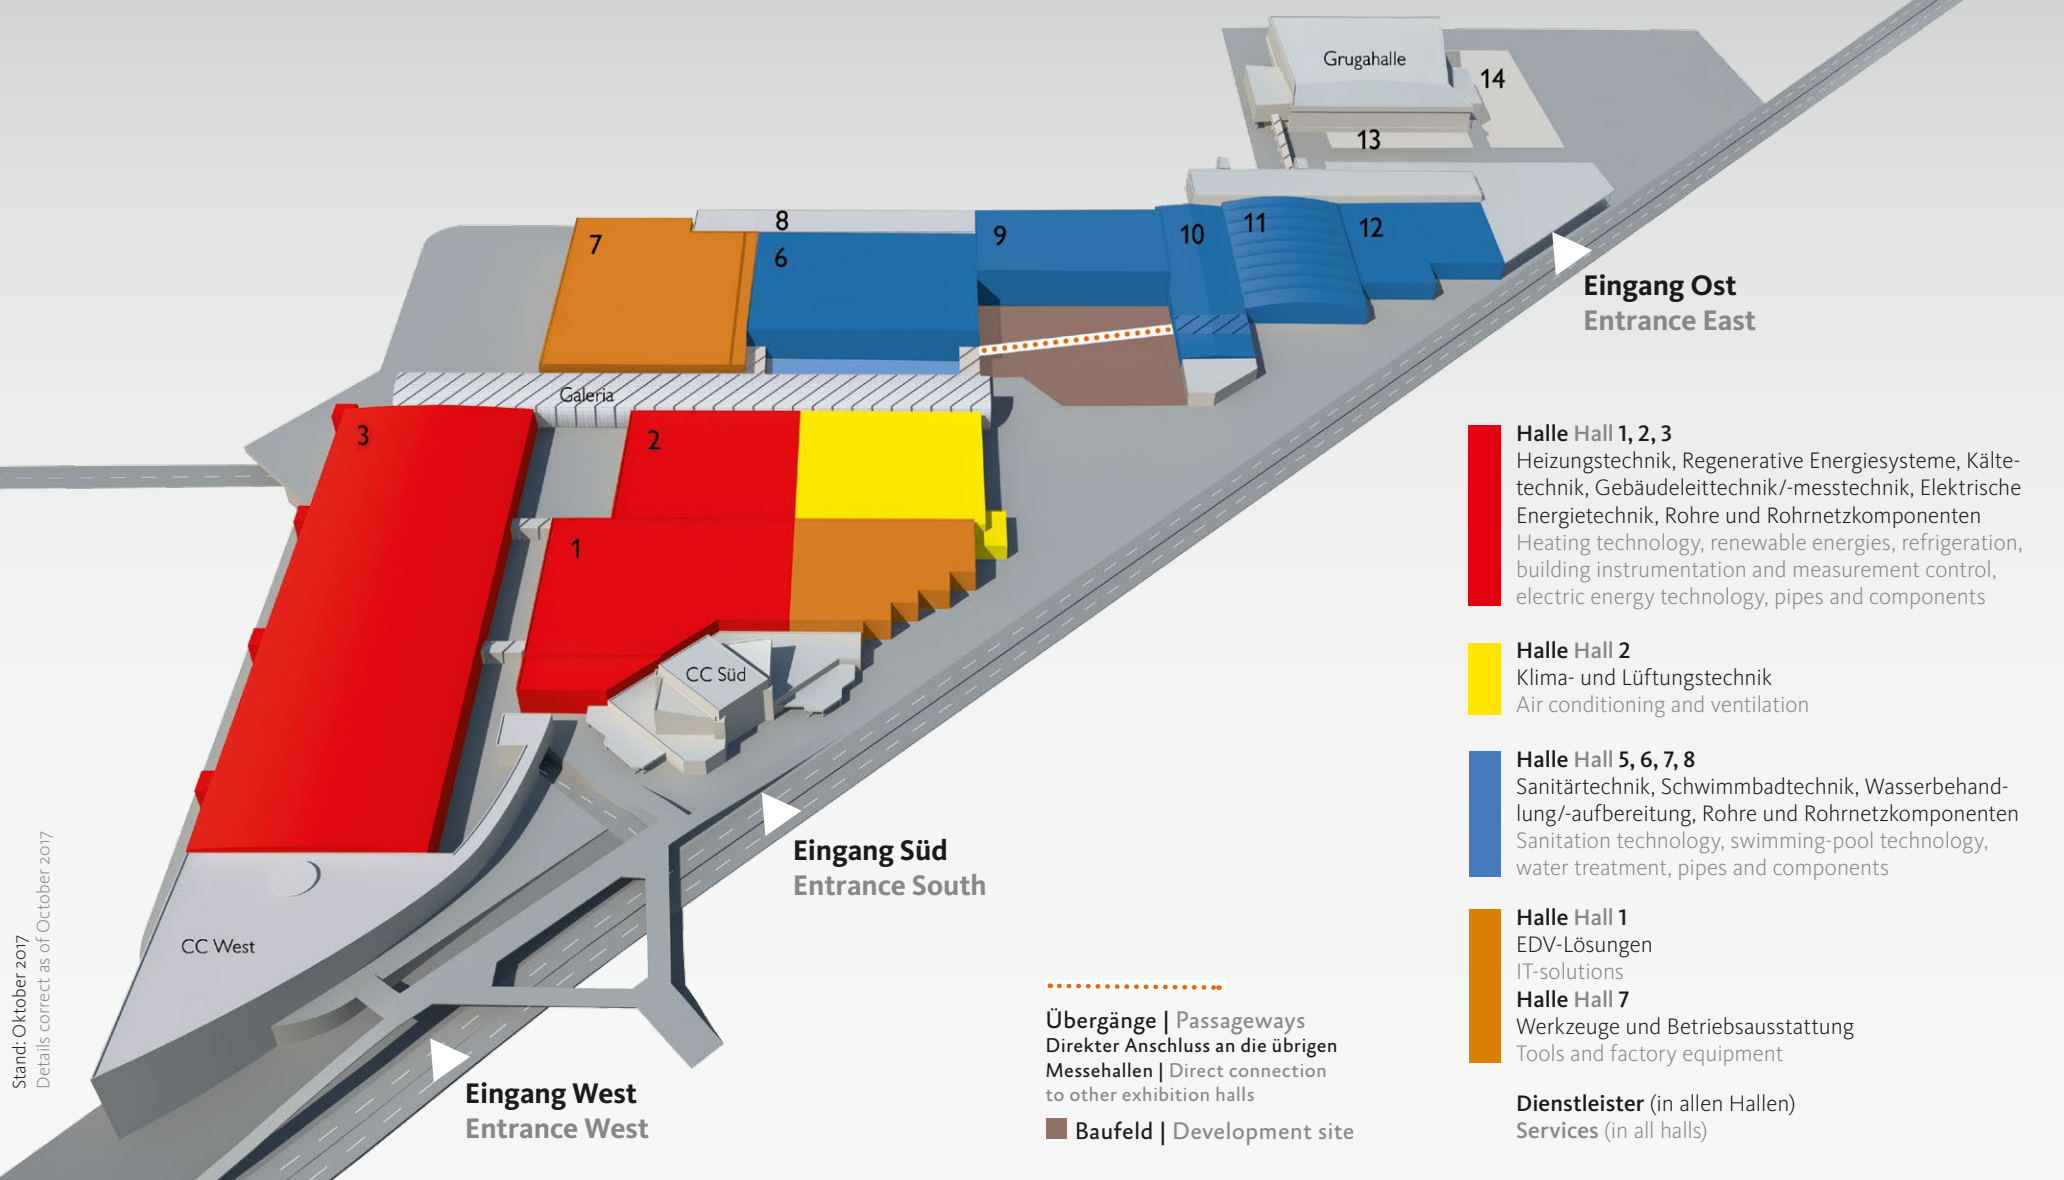 Grugahalle
14
13
8
7
6
9
10
11
12
Eingang Ost
Entrance East
Galeria
3
2
1
CC Süd
Halle Hall 1, 2, 3
Heizungstechnik, Regenerative Energiesysteme, Kälte-
technik, Gebäudeleittechnik/-messtechnik, Elektrische
Energietechnik, Rohre und Rohrnetzkomponenten
Heating technology, renewable energies, refrigeration,
building instrumentation and measurement control,
electric energy technology, pipes and components
Halle Hall 2
Klima- und Lüftungstechnik
Air conditioning and ventilation
Halle Hall 5, 6, 7, 8
Sanitärtechnik, Schwimmbadtechnik, Wasserbehand-
lung/-aufbereitung, Rohre und Rohrnetzkomponenten
Sanitation technology, swimming-pool technology,
water treatment, pipes and components
Halle Hall 1
EDV-Lösungen
IT-solutions
Halle Hall 7
Werkzeuge und Betriebsausstattung
Tools and factory equipment
Dienstleister (in allen Hallen)
Services (in all halls)
Eingang Süd
Entrance South
CC West
Eingang West
Entrance West
Übergänge | Passageways
Direkter Anschluss an die übrigen
Messehallen | Direct connection
to other exhibition halls
Baufeld | Development site
Stand: Oktober 2017
Details correct as of October 2017